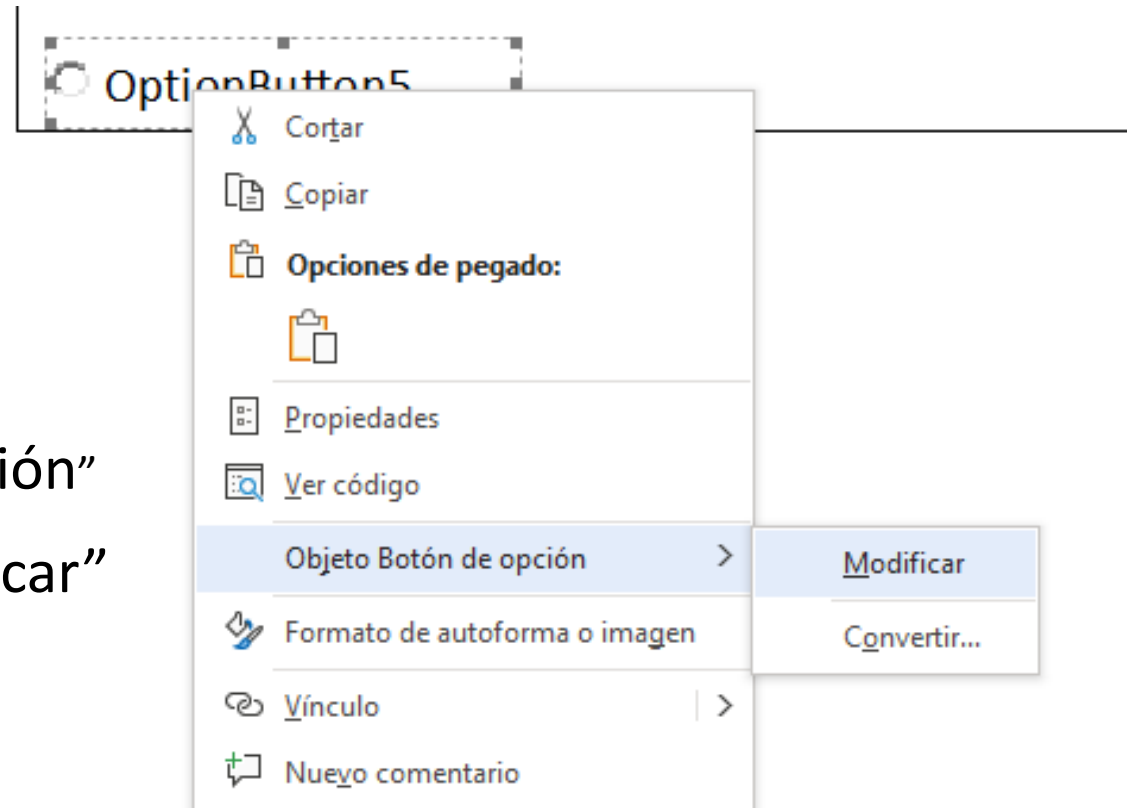 OptionButton5
Cortar
Copiar
Opciones de pegado:
Propiedades
ión”
Ver código
Objeto Botón de opción
Modificar
car”
Formato de autoforma o imagen
Convertir...
Vínculo
Nuevo comentario